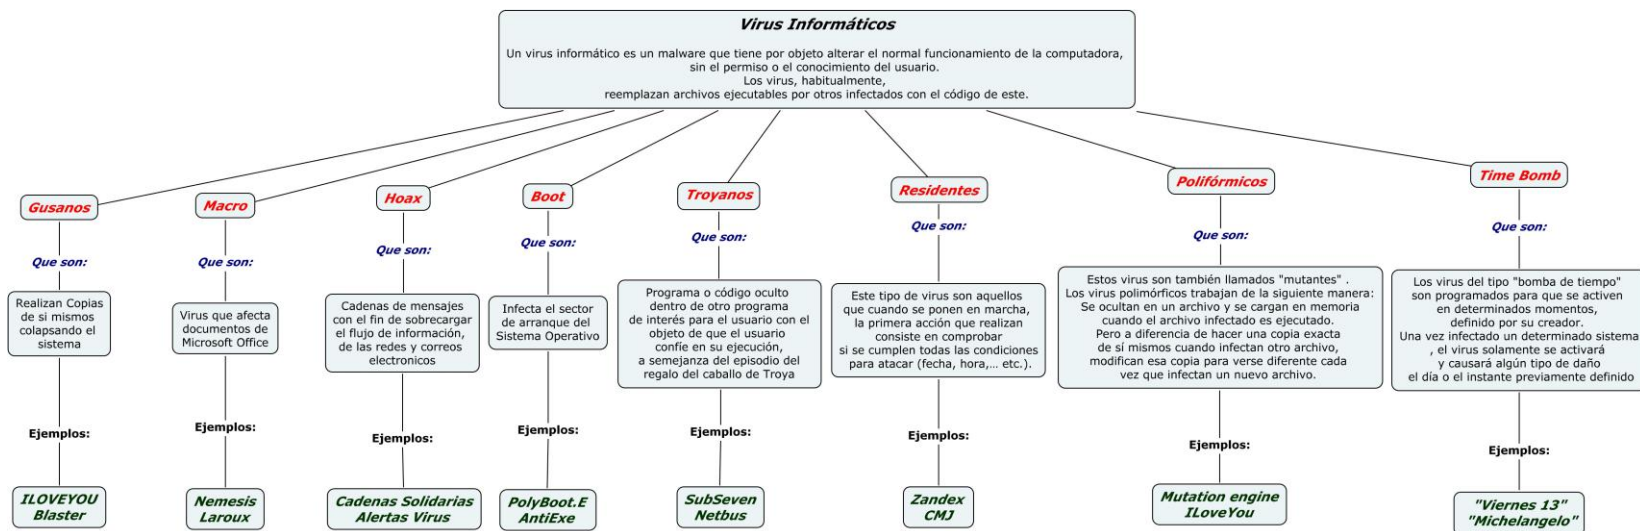 Virus Informáticos
Un virus informático es un malware que tiene por objeto alterar el normal funcionamiento de la computadora,
sin el permiso o el conocimiento del usuario.
Los virus, habitualmente,
reemplazan archivos ejecutables por otros infectados con el código de este.
Gusanos
Que son:
Realizan Copias
de si mismos
colapsando el
sistema
Ejemplos:
ILOVEYOU
Blaster
Macro
Que son:
Virus que afecta
documentos de
Microsoft Office
Ejemplos:
Nemesis
Laroux
Hoax
Que son:
Cadenas de mensajes
con el fin de sobrecargar
el flujo de información,
de las redes y correos
electronicos
Ejemplos:
Cadenas Solidarias
Alertas Virus
Boot
Que son:
Infecta el sector
de arranque del
Sistema Operativo
Ejemplos:
PolyBoot.E
AntiExe
Troyanos
Que son:
Programa o código oculto
dentro de otro programa
de interés para el usuario con el
objeto de que el usuario
confíe en su ejecución,
a semejanza del episodio del
regalo del caballo de Troya
Ejemplos:
SubSeven
Netbus
Residentes
Que son:
Este tipo de virus son aquellos
que cuando se ponen en marcha,
la primera acción que realizan
consiste en comprobar
si se cumplen todas las condiciones
para atacar (fecha, hora,... etc.).
Ejemplos:
Zandex
CMJ
Polifórmicos
Que son:
Estos virus son también llamados "mutantes" .
Los virus polimórficos trabajan de la siguiente manera:
Se ocultan en un archivo y se cargan en memoria
cuando el archivo infectado es ejecutado.
Pero a diferencia de hacer una copia exacta
de sí mismos cuando infectan otro archivo,
modifican esa copia para verse diferente cada
vez que infectan un nuevo archivo.
Ejemplos:
Mutation engine
ILoveYou
Time Bomb
Que son:
Los virus del tipo "bomba de tiempo"
son programados para que se activen
en determinados momentos,
definido por su creador.
Una vez infectado un determinado sistema
, el virus solamente se activará
y causará algún tipo de daño
el día o el instante previamente definido
Ejemplos:
"Viernes 13"
"Michelangelo"